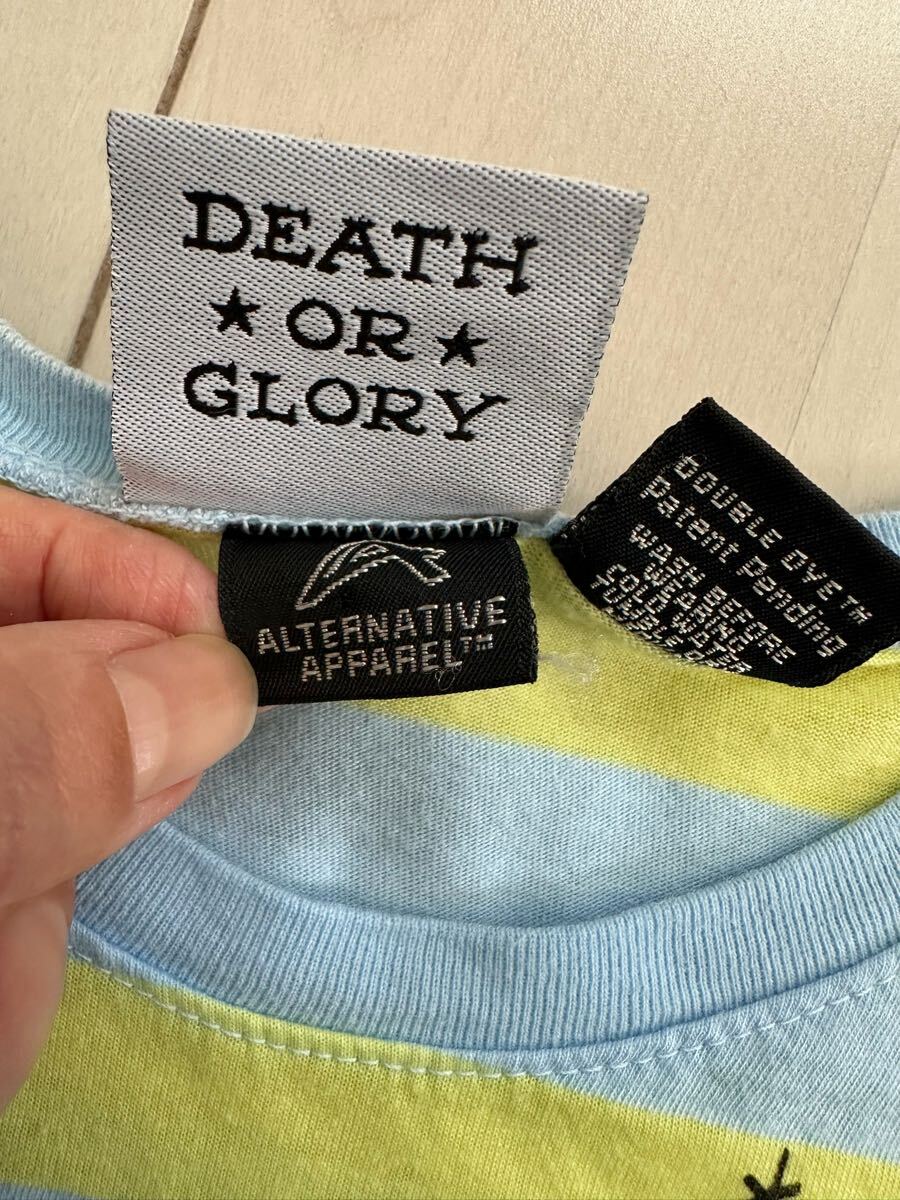 DEATH
★ OR ★
GLORY
ALTERNATIVE
APPAREL™
DOUBLE DYE™
Patent Pending
WASH BEFORE
WEARING
COLD WATER